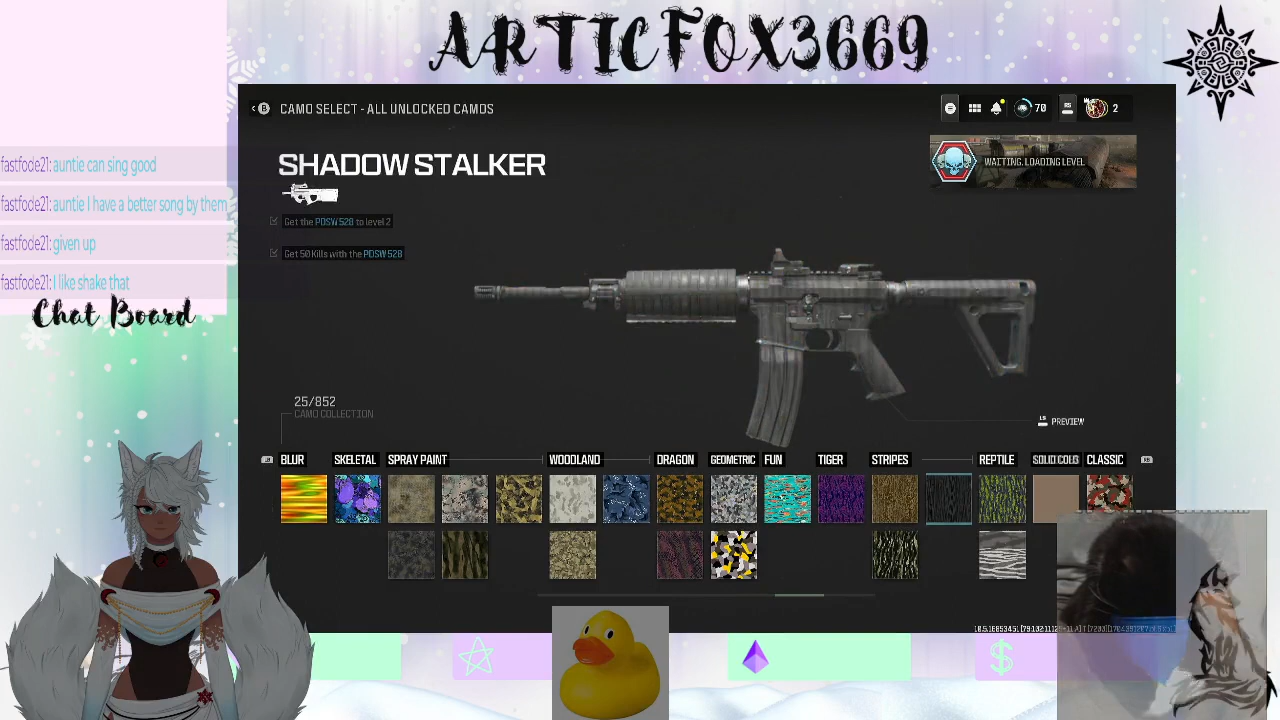 ARTICFOX3669
B CAMO SELECT - ALL UNLOCKED CAMOS
70
RS
2
SHADOW STALKER
WAITING. LOADING LEVEL
fastfode21: auntie can sing good
fastfode21: auntie I have a better song by them
fastfode21: given up
fastfode21: I like shake that
Chat Board
Get the PDSW 528 to level 2
Get 50 Kills with the PDSW 528
25/852
CAMO COLLECTION
LS PREVIEW
BLUR SKELETAL SPRAY PAINT WOODLAND DRAGON GEOMETRIC FUN TIGER STRIPES REPTILE SOLID COLO CLASSIC